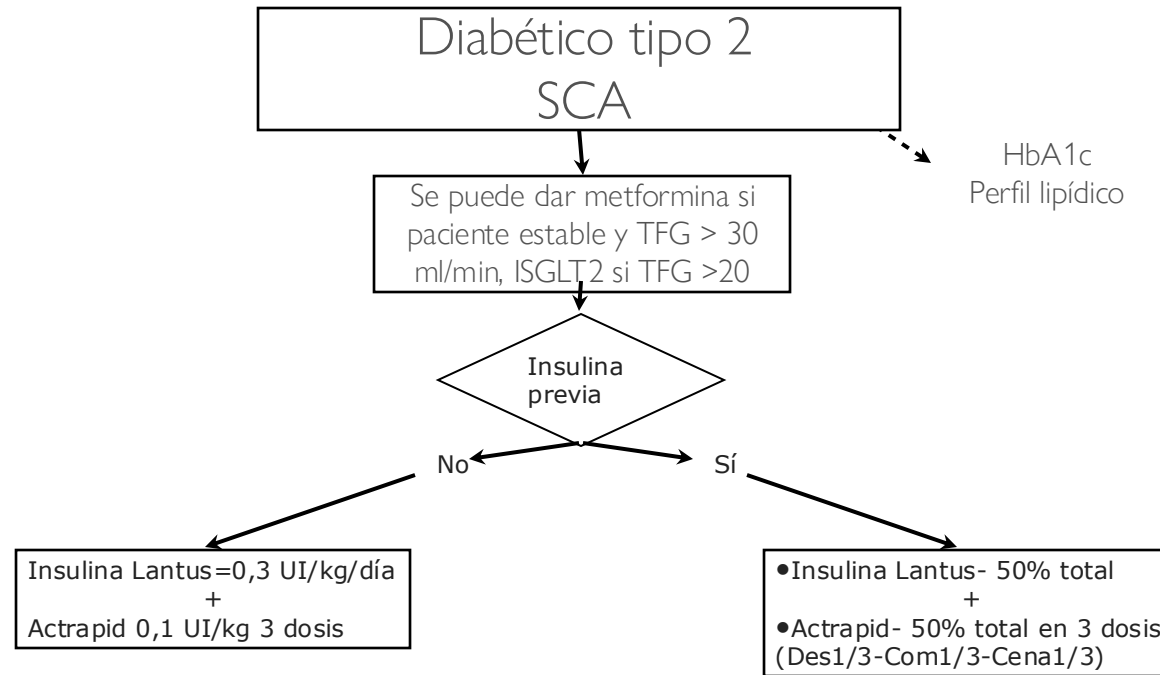 Diabético tipo 2
SCA
HbA1c
Perfil lipídico
Se puede dar metformina si
paciente estable y TFG > 30
ml/min, ISGLT2 si TFG >20
Insulina
previa
No
Sí
Insulina Lantus=0,3 UI/kg/día
+
Actrapid 0,1 UI/kg 3 dosis
•Insulina Lantus- 50% total
+
•Actrapid- 50% total en 3 dosis
(Des1/3-Com1/3-Cena1/3)